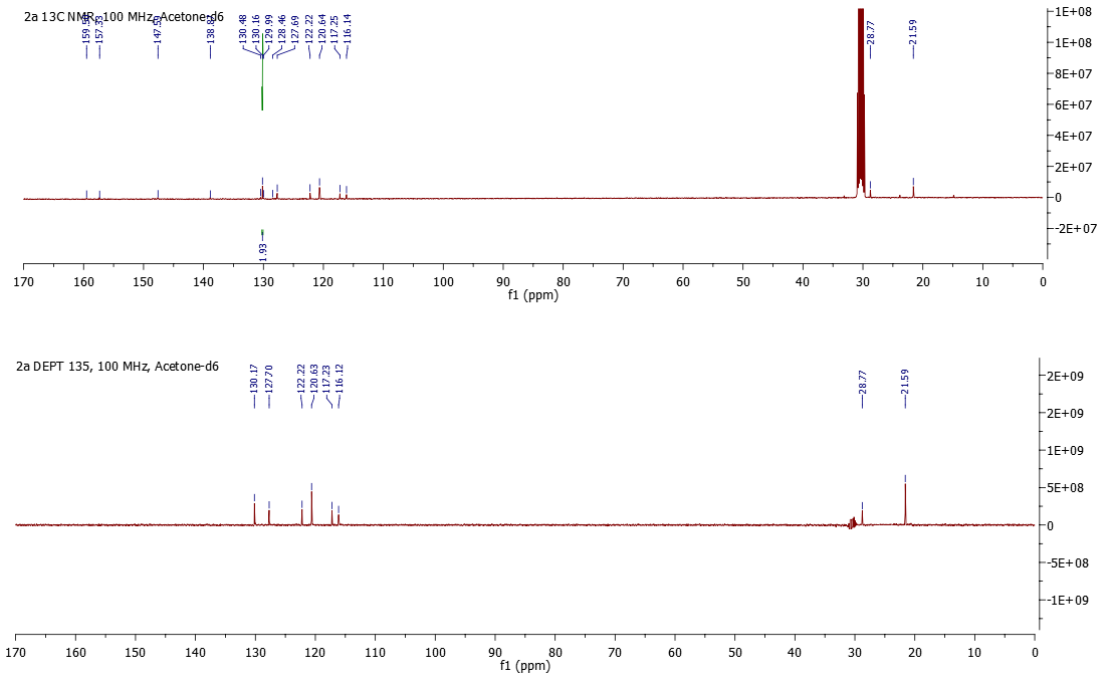 2a 13C NMR, 100 MHz, Acetone-d6
157.33
130.48
130.16
129.99
128.46
127.69
122.22
120.64
117.25
116.14
28.77
21.59
1E+08
1E+08
8E+07
6E+07
4E+07
2E+07
0
-2E+07
1.93
170 160 150 140 130 120 110 100 90 80 70 60 50 40 30 20 10 0
f1 (ppm)
2a DEPT 135, 100 MHz, Acetone-d6
130.17
127.70
122.22
120.63
117.23
116.12
28.77
21.59
2E+09
2E+09
1E+09
5E+08
0
-5E+08
-1E+09
170 160 150 140 130 120 110 100 90 80 70 60 50 40 30 20 10 0
f1 (ppm)